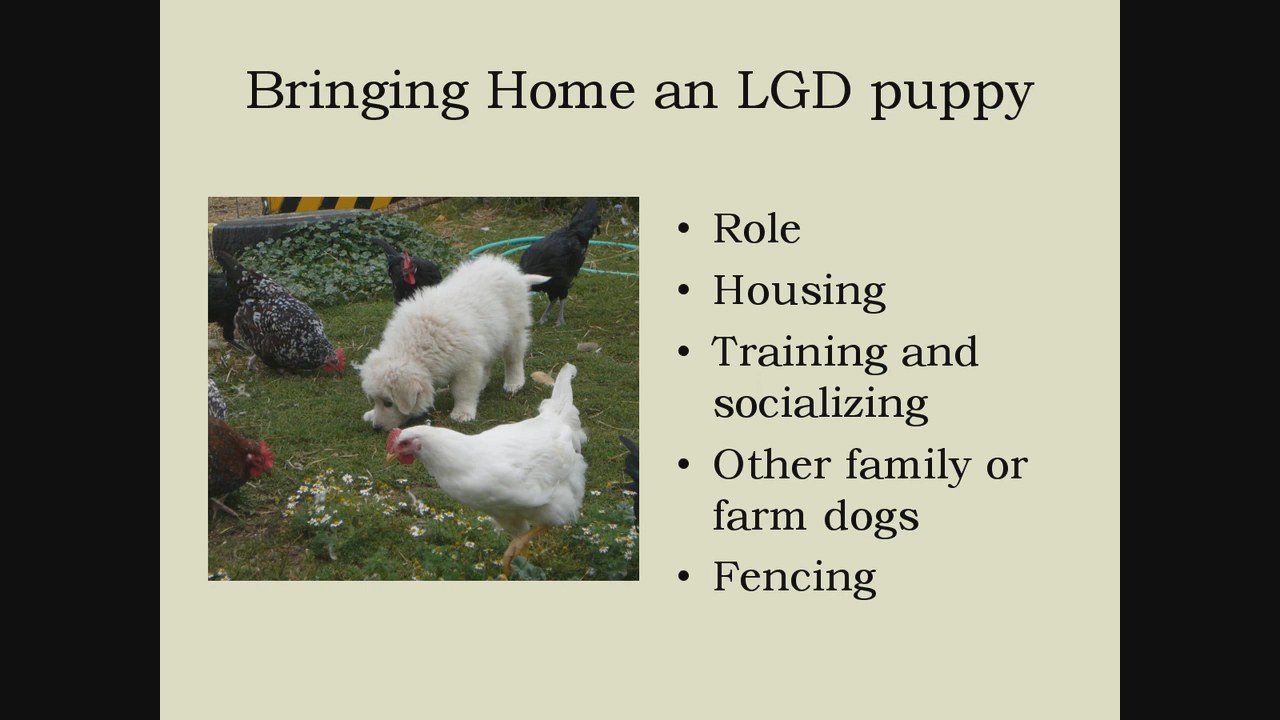 Bringing Home an LGD puppy
• Role
• Housing
• Training and
socializing
• Other family or
farm dogs
• Fencing